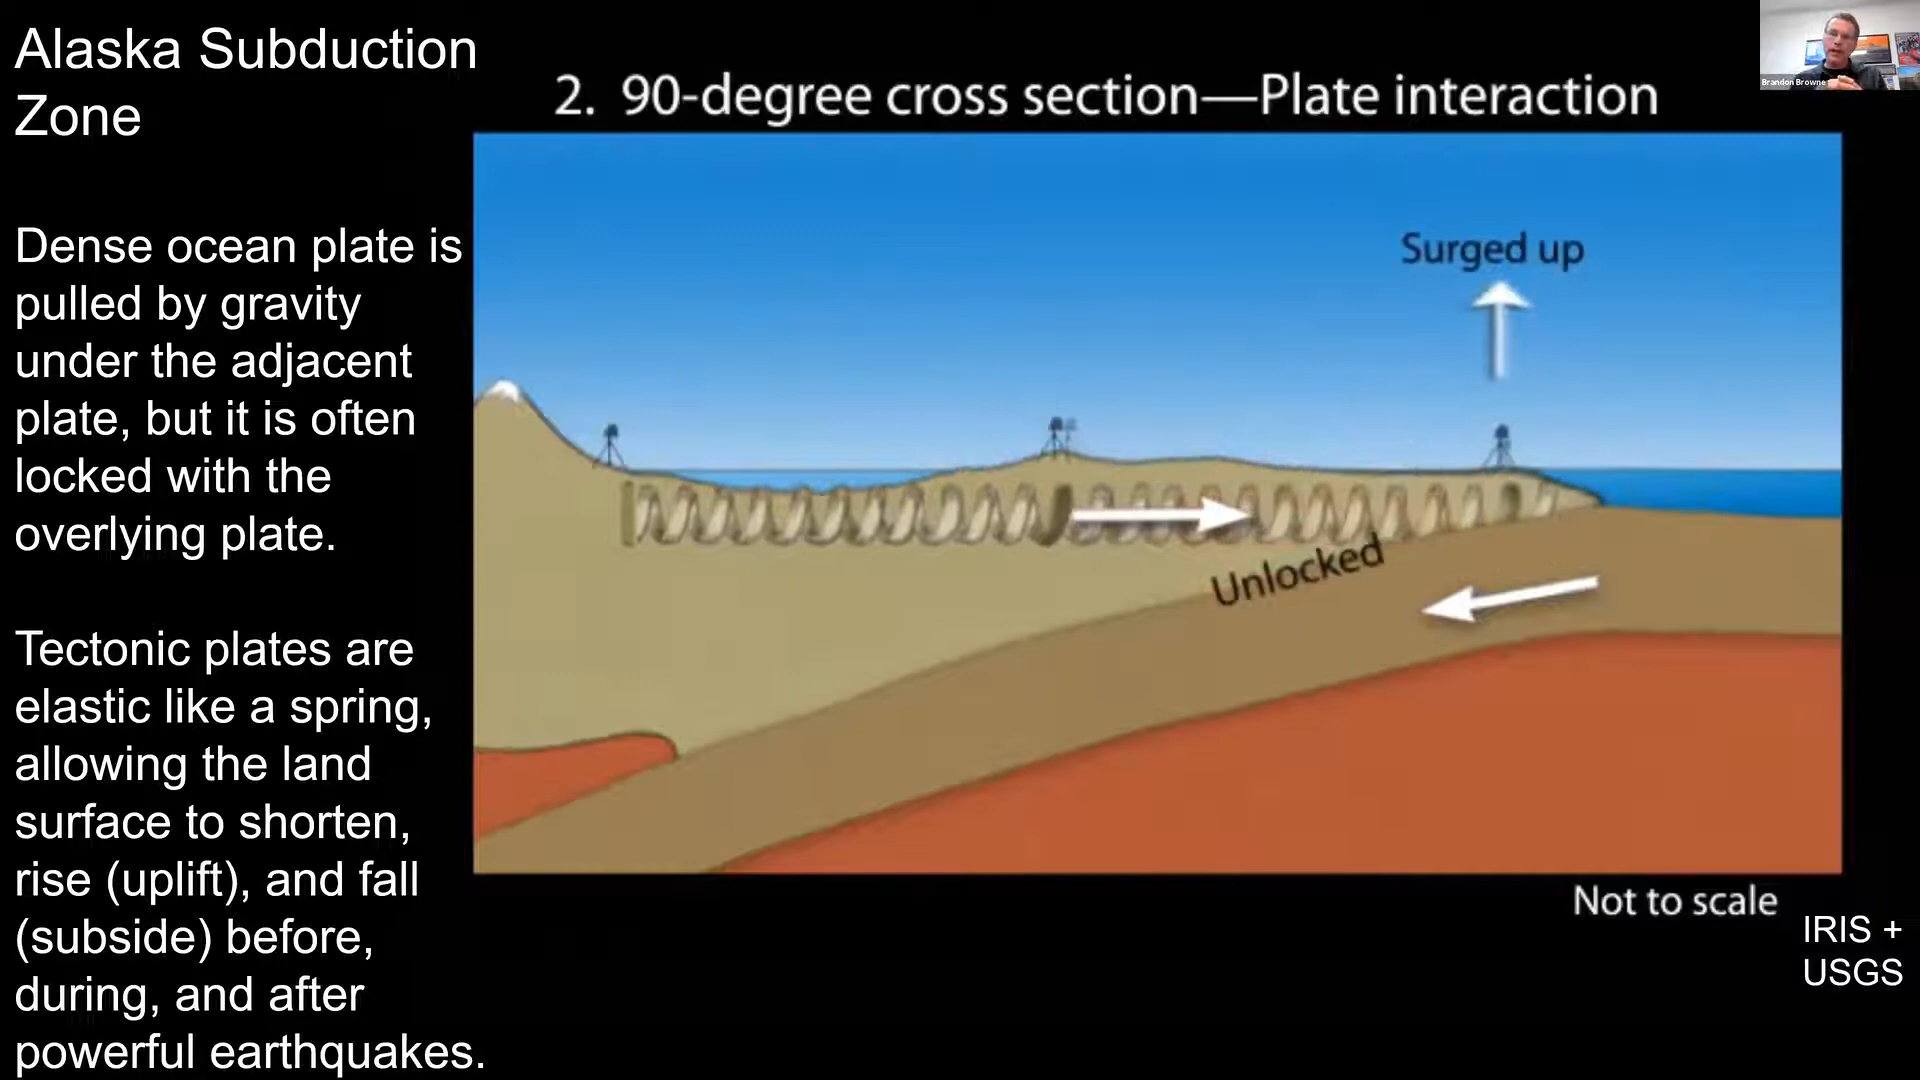 Alaska Subduction
Zone
Dense ocean plate is
pulled by gravity
under the adjacent
plate, but it is often
locked with the
overlying plate.
Tectonic plates are
elastic like a spring,
allowing the land
surface to shorten,
rise (uplift), and fall
(subside) before,
during, and after
powerful earthquakes.
2. 90-degree cross section—Plate interaction
Surged up
Unlocked
Not to scale
IRIS +
USGS
Brandon Browne